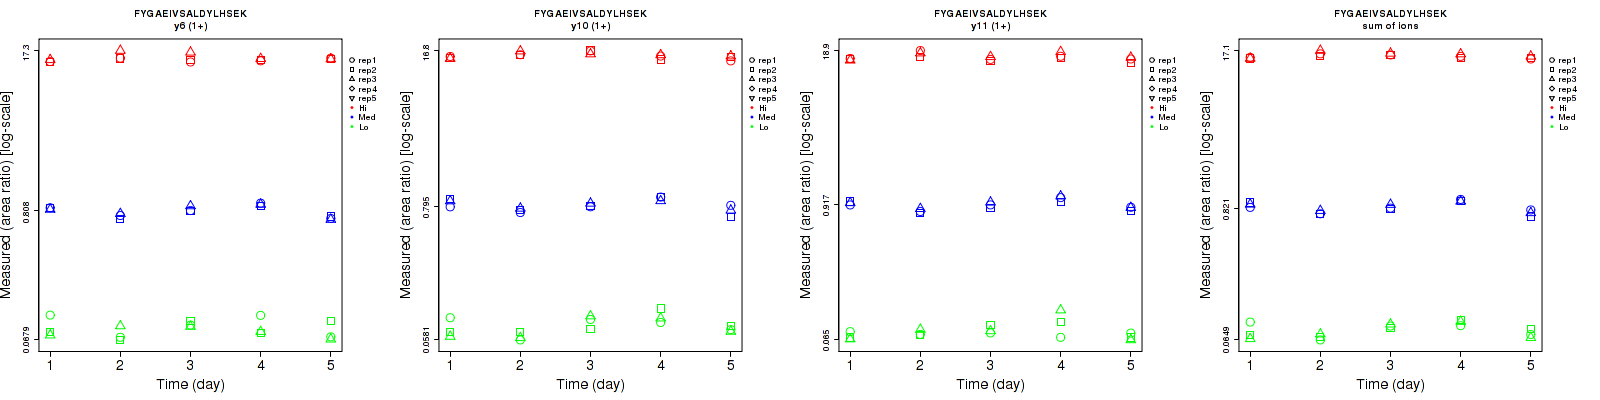 FYGAEIVSALDYLHSEK
y6 (1+)
Measured (area ratio) [log-scale]
17.3
0.808
0.0679
1 2 3 4 5
Time (day)
rep1
rep2
rep3
rep4
rep5
Hi
Med
Lo
FYGAEIVSALDYLHSEK
y10 (1+)
Measured (area ratio) [log-scale]
16.8
0.795
0.0581
1 2 3 4 5
Time (day)
rep1
rep2
rep3
rep4
rep5
Hi
Med
Lo
FYGAEIVSALDYLHSEK
y11 (1+)
Measured (area ratio) [log-scale]
18.9
0.917
0.065
1 2 3 4 5
Time (day)
rep1
rep2
rep3
rep4
rep5
Hi
Med
Lo
FYGAEIVSALDYLHSEK
sum of ions
Measured (area ratio) [log-scale]
17.1
0.821
0.0649
1 2 3 4 5
Time (day)
rep1
rep2
rep3
rep4
rep5
Hi
Med
Lo